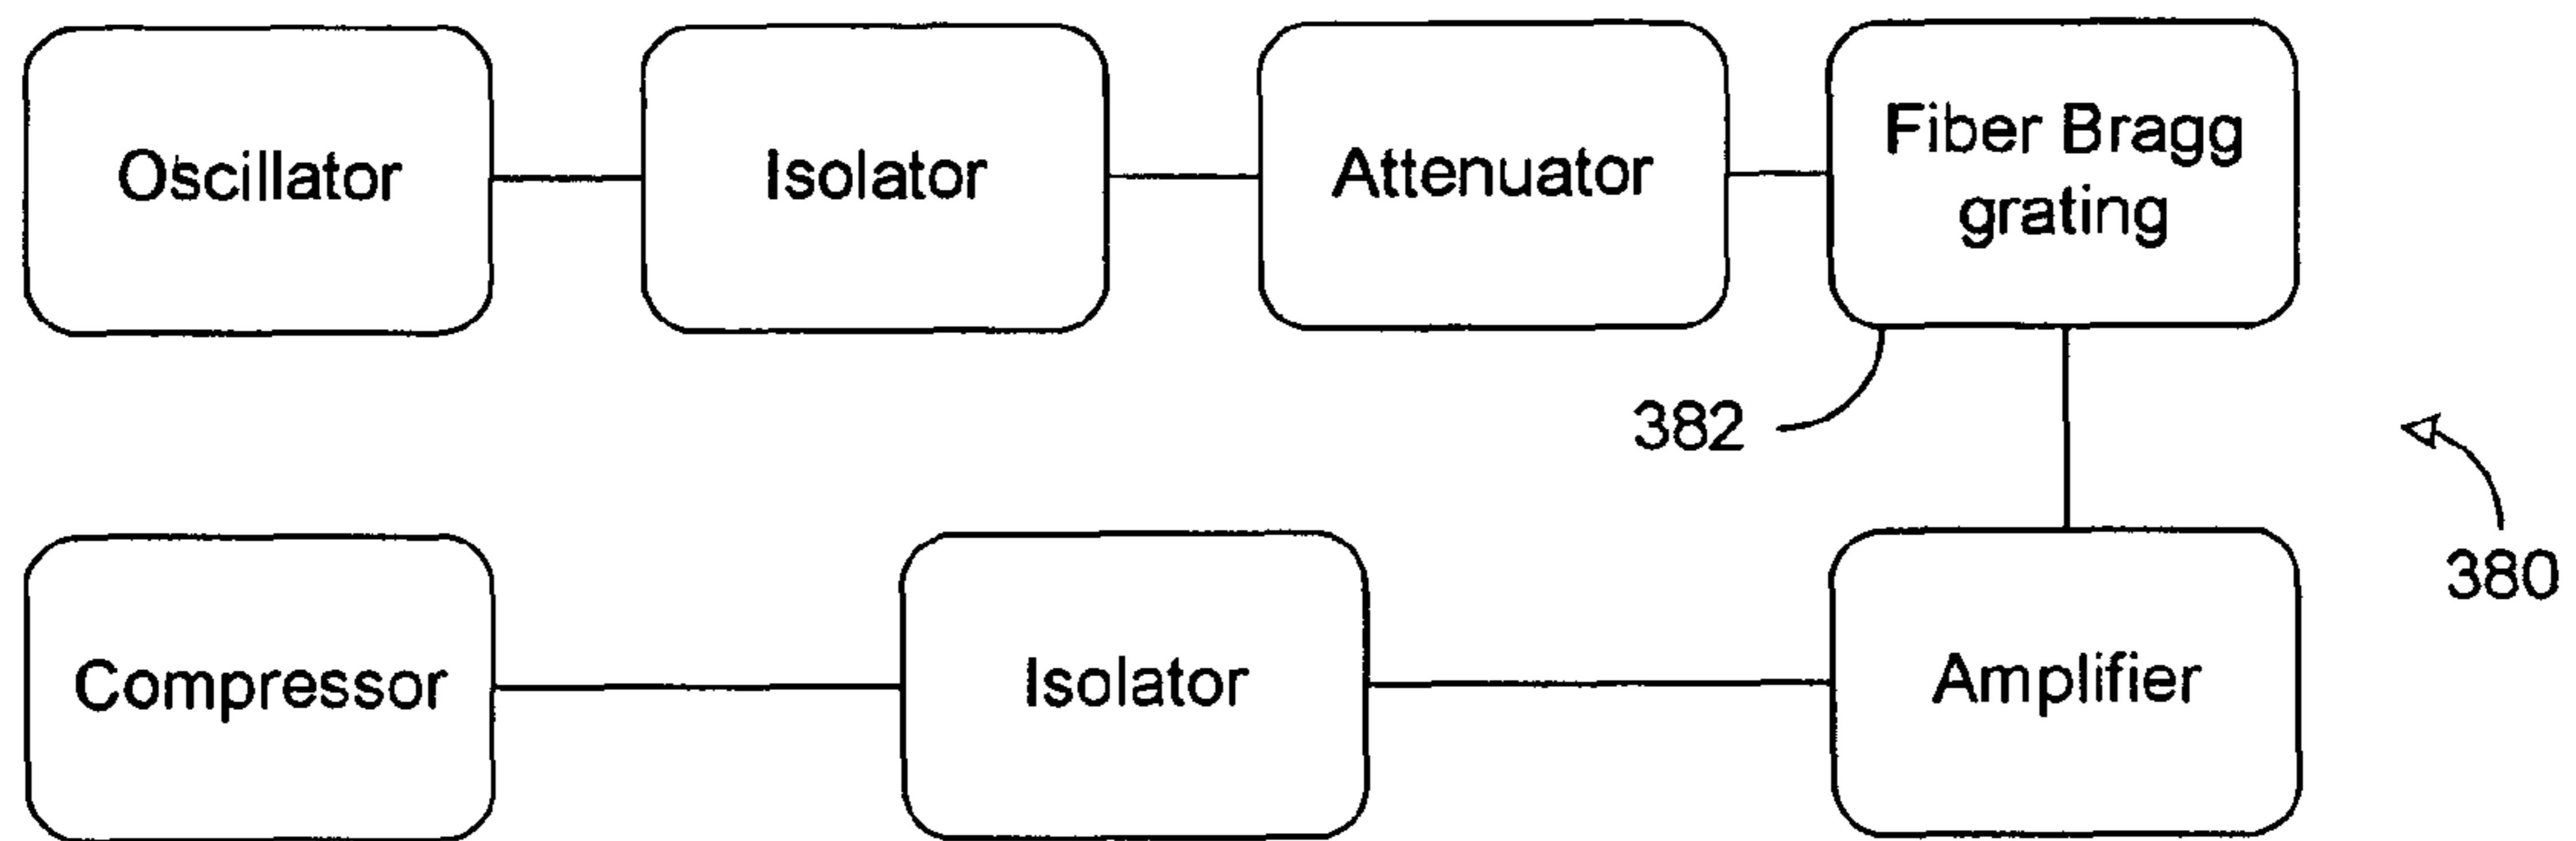 Oscillator
Isolator
Attenuator
Fiber Bragg
grating
382
380
Compressor
Isolator
Amplifier